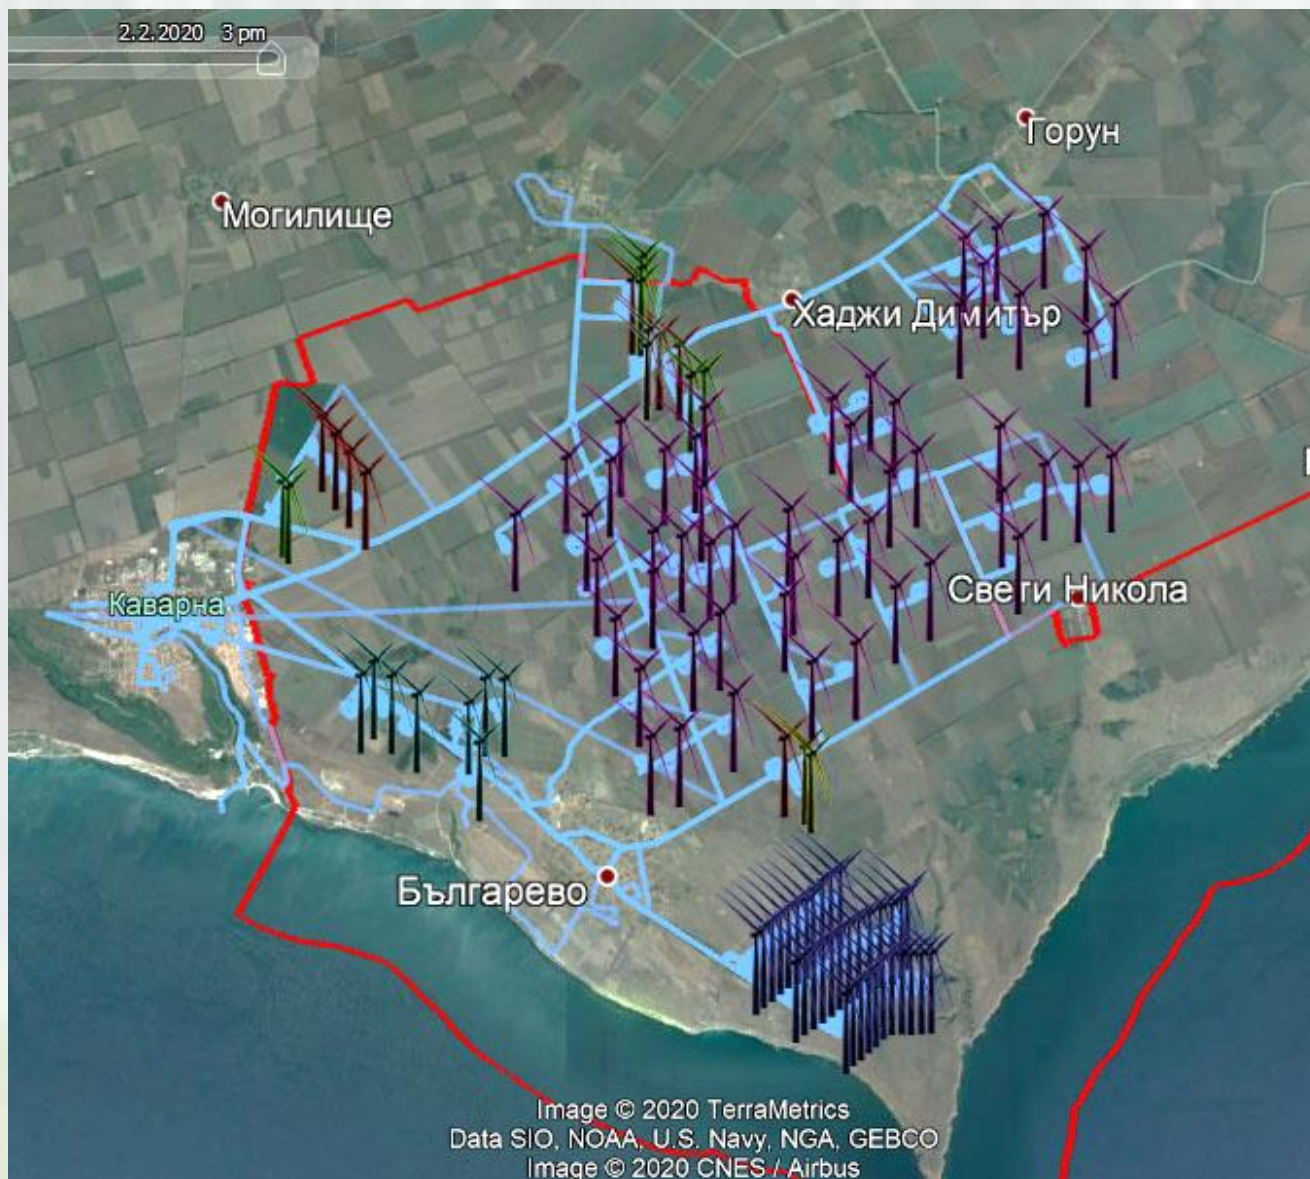 2.2.2020 3 pm
Горун
Могилище
Хаджи Димитър
Свети Никола
Каварна
Българево
Image © 2020 TerraMetrics
Data SIO, NOAA, U.S. Navy, NGA, GEBCO
Image © 2020 CNES / Airbus